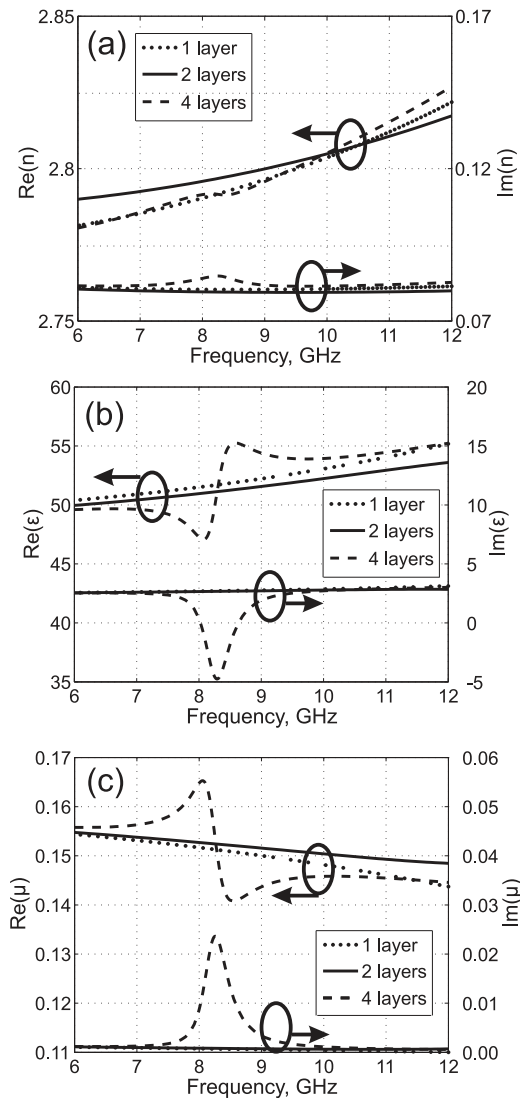 (a)
1 layer
2 layers
4 layers
2.85
2.8
2.75
Re(n)
0.17
0.12
0.07
Im(n)
6 7 8 9 10 11 12
Frequency, GHz
(b)
1 layer
2 layers
4 layers
60
55
50
45
40
35
Re(ε)
20
15
10
5
0
-5
Im(ε)
6 7 8 9 10 11 12
Frequency, GHz
(c)
1 layer
2 layers
4 layers
0.17
0.16
0.15
0.14
0.13
0.12
0.11
Re(μ)
0.06
0.05
0.04
0.03
0.02
0.01
0.00
Im(μ)
6 7 8 9 10 11 12
Frequency, GHz